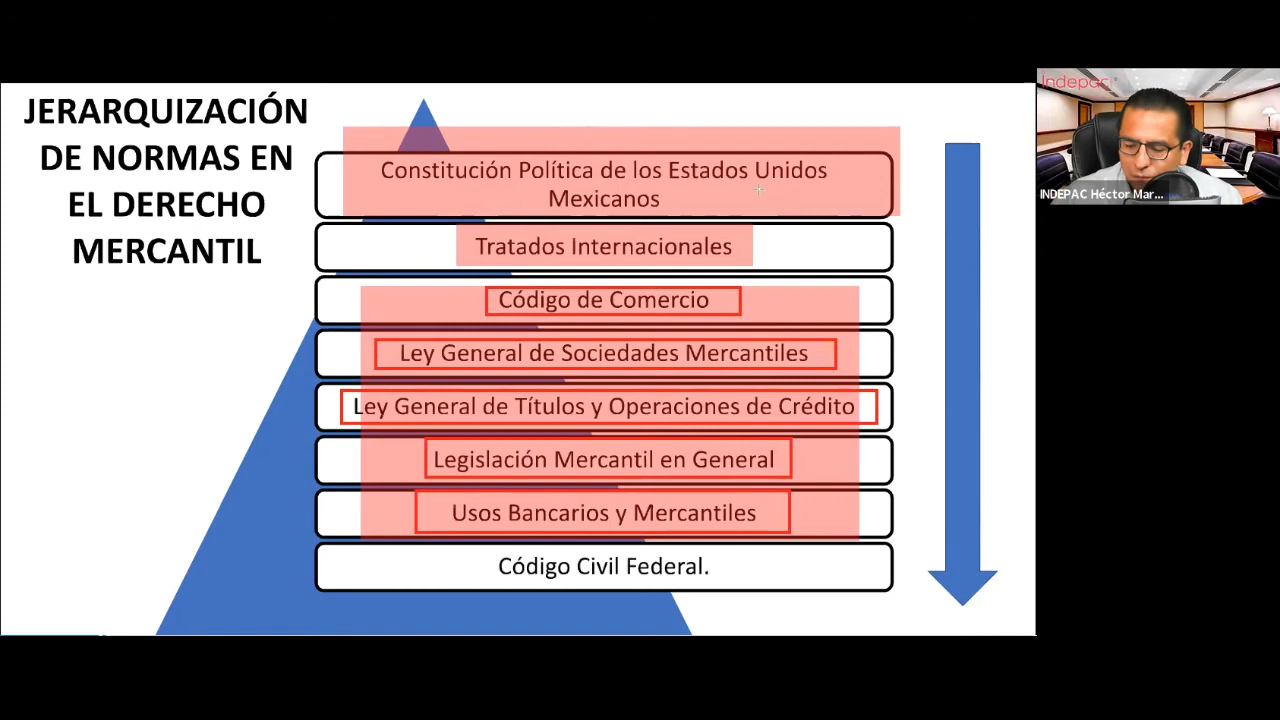 JERARQUIZACIÓN
DE NORMAS EN
EL DERECHO
MERCANTIL
Constitución Política de los Estados Unidos
Mexicanos
Tratados Internacionales
Código de Comercio
Ley General de Sociedades Mercantiles
Ley General de Títulos y Operaciones de Crédito
Legislación Mercantil en General
Usos Bancarios y Mercantiles
Código Civil Federal.
Indepac
INDEPAC Héctor Mar...